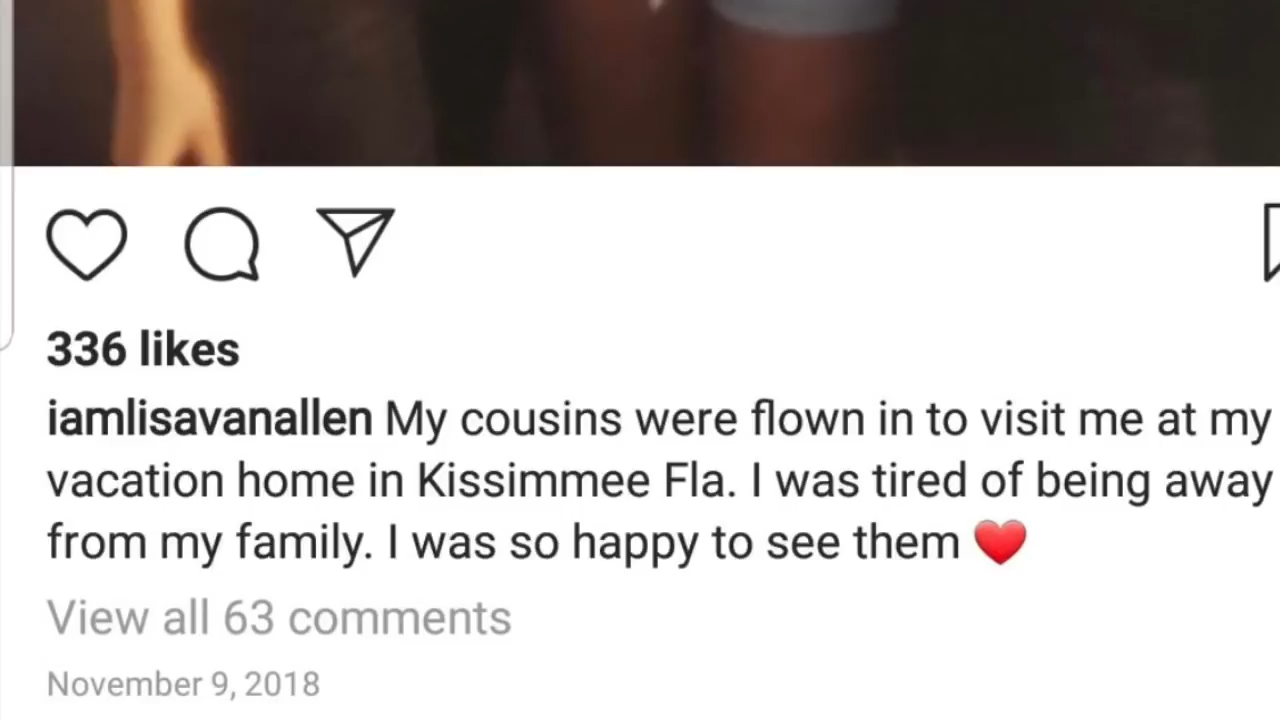 336 likes
iamlisavanallen My cousins were flown in to visit me at my
vacation home in Kissimmee Fla. I was tired of being away
from my family. I was so happy to see them ❤️
View all 63 comments
November 9, 2018